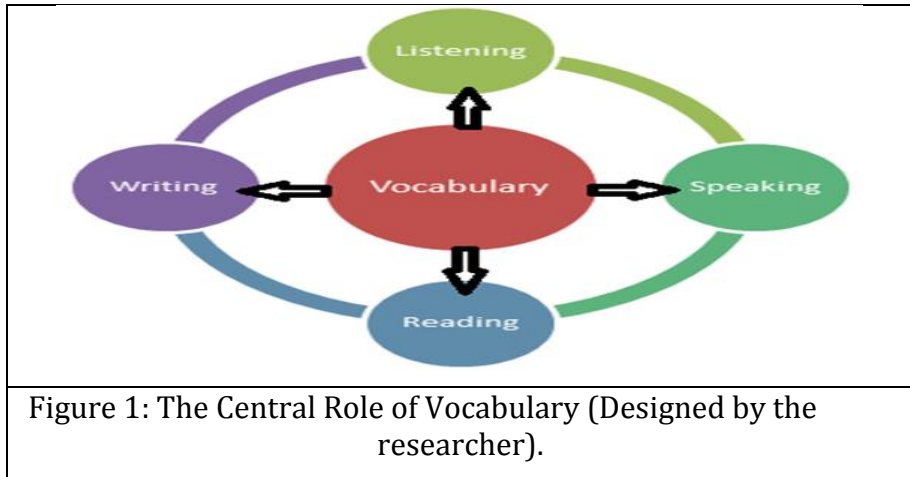 Listening
Writing
Vocabulary
Speaking
Reading
Figure 1: The Central Role of Vocabulary (Designed by the
researcher).